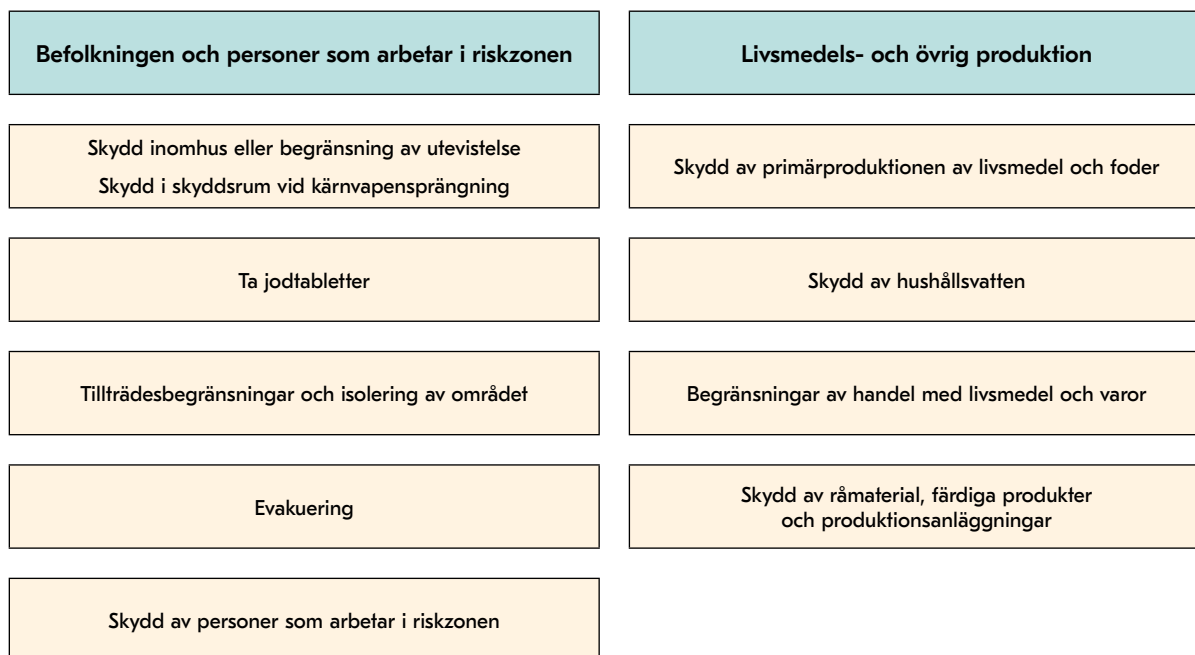 Befolkningen och personer som arbetar i riskzonen
Skydd inomhus eller begränsning av utevistelse
Skydd i skyddsrum vid kärnvapensprängning
Ta jodtabletter
Tillträdesbegränsningar och isolering av området
Evakuering
Skydd av personer som arbetar i riskzonen
Livsmedels- och övrig produktion
Skydd av primärproduktionen av livsmedel och foder
Skydd av hushållsvatten
Begränsningar av handel med livsmedel och varor
Skydd av råmaterial, färdiga produkter
och produktionsanläggningar